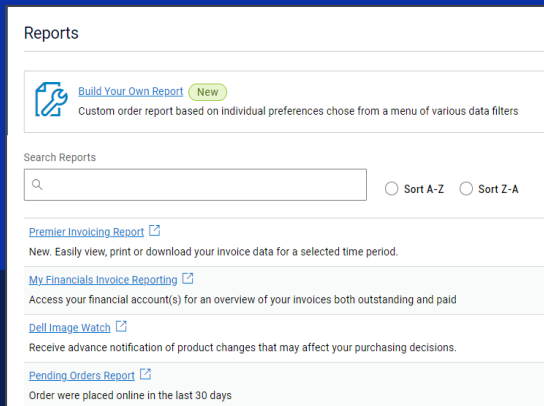 Reports
Build Your Own Report New
Custom order report based on individual preferences chose from a menu of various data filters
Search Reports
Sort A-Z Sort Z-A
Premier Invoicing Report
New. Easily view, print or download your invoice data for a selected time period.
My Financials Invoice Reporting
Access your financial account(s) for an overview of your invoices both outstanding and paid
Dell Image Watch
Receive advance notification of product changes that may affect your purchasing decisions.
Pending Orders Report
Order were placed online in the last 30 days